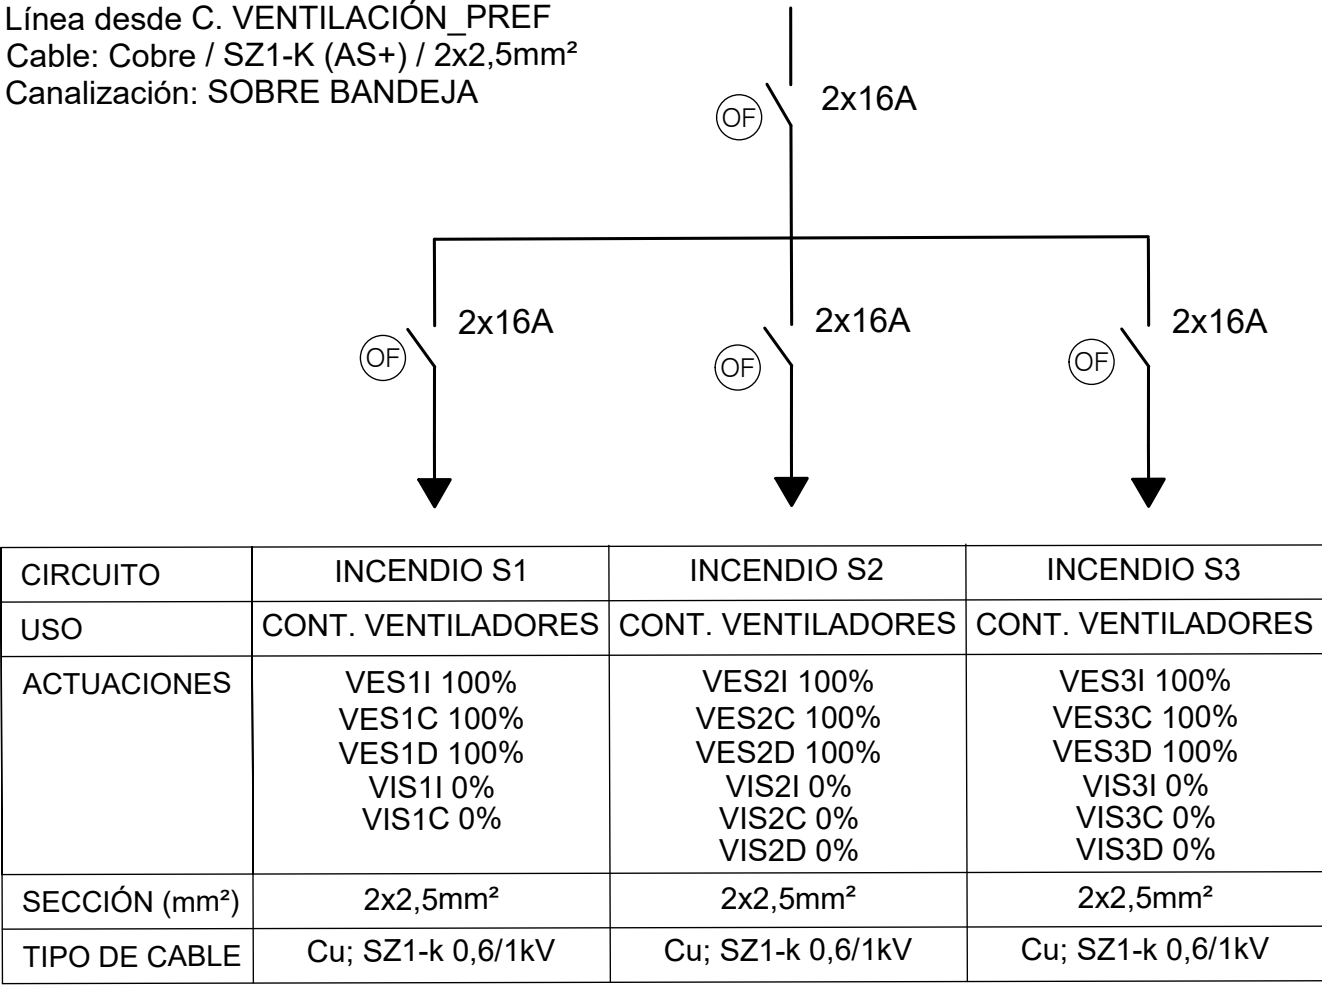 Línea desde C. VENTILACIÓN_PREF
Cable: Cobre / SZ1-K (AS+) / 2x2,5mm²
Canalización: SOBRE BANDEJA
OF
2x16A
OF
2x16A
OF
2x16A
OF
2x16A
CIRCUITO
INCENDIO S1
INCENDIO S2
INCENDIO S3
USO
CONT. VENTILADORES
CONT. VENTILADORES
CONT. VENTILADORES
ACTUACIONES
VES1I 100%
VES1C 100%
VES1D 100%
VIS1I 0%
VIS1C 0%
VES2I 100%
VES2C 100%
VES2D 100%
VIS2I 0%
VIS2C 0%
VIS2D 0%
VES3I 100%
VES3C 100%
VES3D 100%
VIS3I 0%
VIS3C 0%
VIS3D 0%
SECCIÓN (mm²)
2x2,5mm²
2x2,5mm²
2x2,5mm²
TIPO DE CABLE
Cu; SZ1-k 0,6/1kV
Cu; SZ1-k 0,6/1kV
Cu; SZ1-k 0,6/1kV